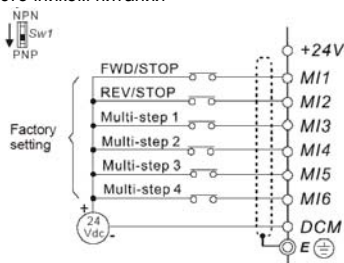 NPN
Sw1
PNP
+24V
FWD/STOP
MI1
REV/STOP
MI2
Multi-step 1
MI3
Factory
setting
Multi-step 2
MI4
Multi-step 3
MI5
Multi-step 4
MI6
+
24
Vdc
-
DCM
E